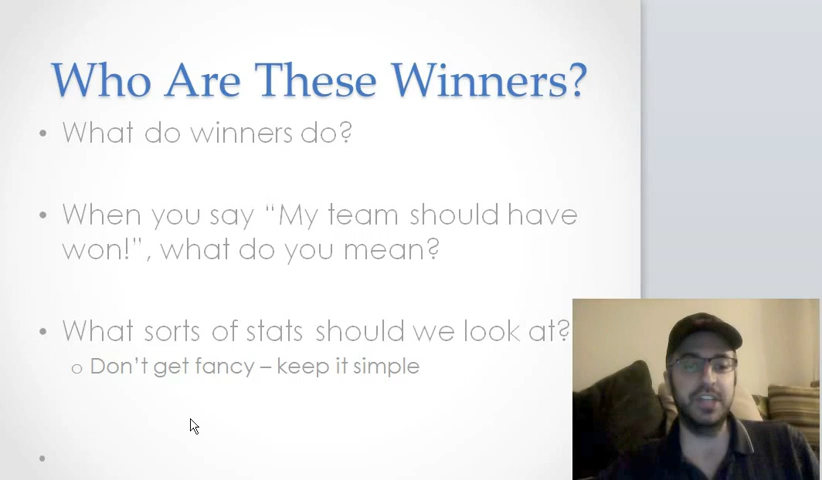 Who Are These Winners?
• What do winners do?
• When you say “My team should have
won!”, what do you mean?
• What sorts of stats should we look at?
o Don’t get fancy – keep it simple
•